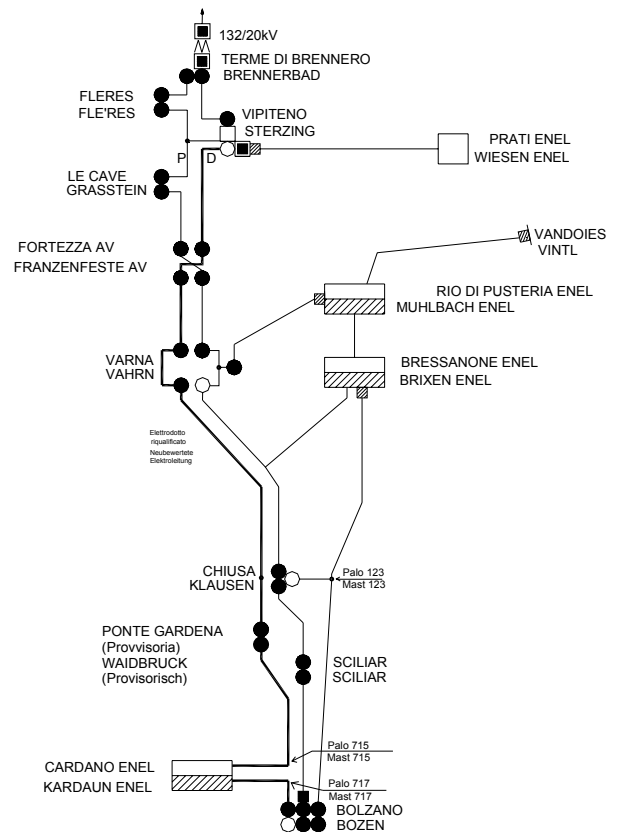 132/20kV
TERME DI BRENNERO
BRENNERBAD
FLERES
FLE'RES
VIPITENO
STERZING
P D
PRATI ENEL
WIESEN ENEL
LE CAVE
GRASSTEIN
VANDOIES
VINTL
FORTEZZA AV
FRANZENFESTE AV
RIO DI PUSTERIA ENEL
MUHLBACH ENEL
VARNA
VAHRN
BRESSANONE ENEL
BRIXEN ENEL
Elettrodotto
riqualificato
Neubewertete
Elektroleitung
CHIUSA
KLAUSEN
Palo 123
Mast 123
PONTE GARDENA
(Provvisoria)
WAIDBRUCK
(Provisorisch)
SCILIAR
SCILIAR
Palo 715
Mast 715
CARDANO ENEL
KARDAUN ENEL
Palo 717
Mast 717
BOLZANO
BOZEN